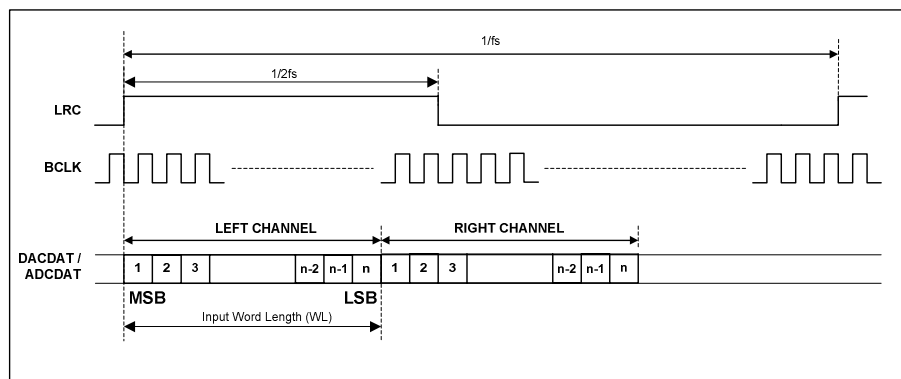 1/fs
1/2fs
LRC
BCLK
LEFT CHANNEL RIGHT CHANNEL
DACDAT /
ADCDAT
1 2 3 n-2 n-1 n 1 2 3 n-2 n-1 n
MSB LSB
Input Word Length (WL)